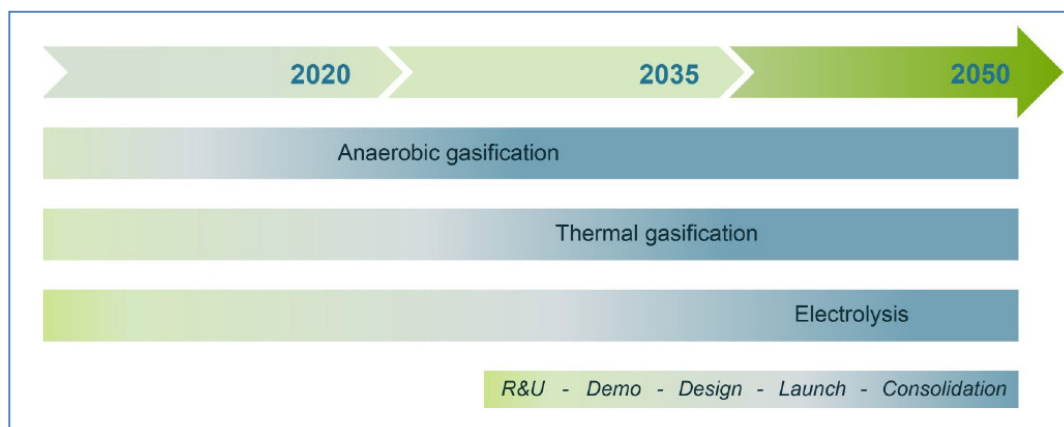 2020 2035 2050
Anaerobic gasification
Thermal gasification
Electrolysis
R&U - Demo - Design - Launch - Consolidation